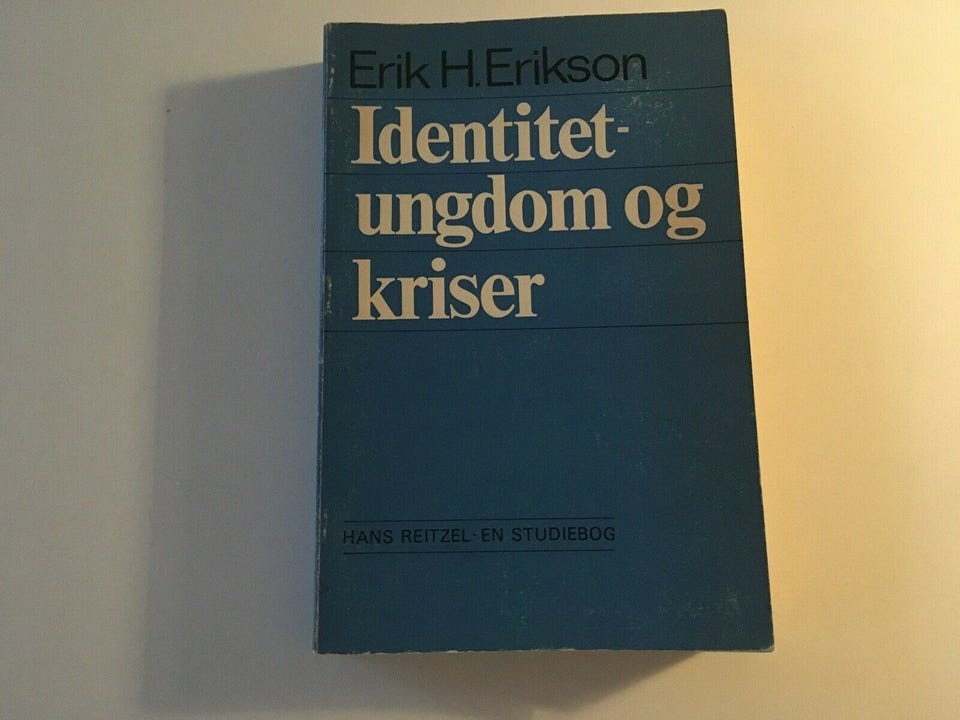 Erik H. Erikson
Identitet-
ungdom og
kriser
HANS REITZEL · EN STUDIEBOG